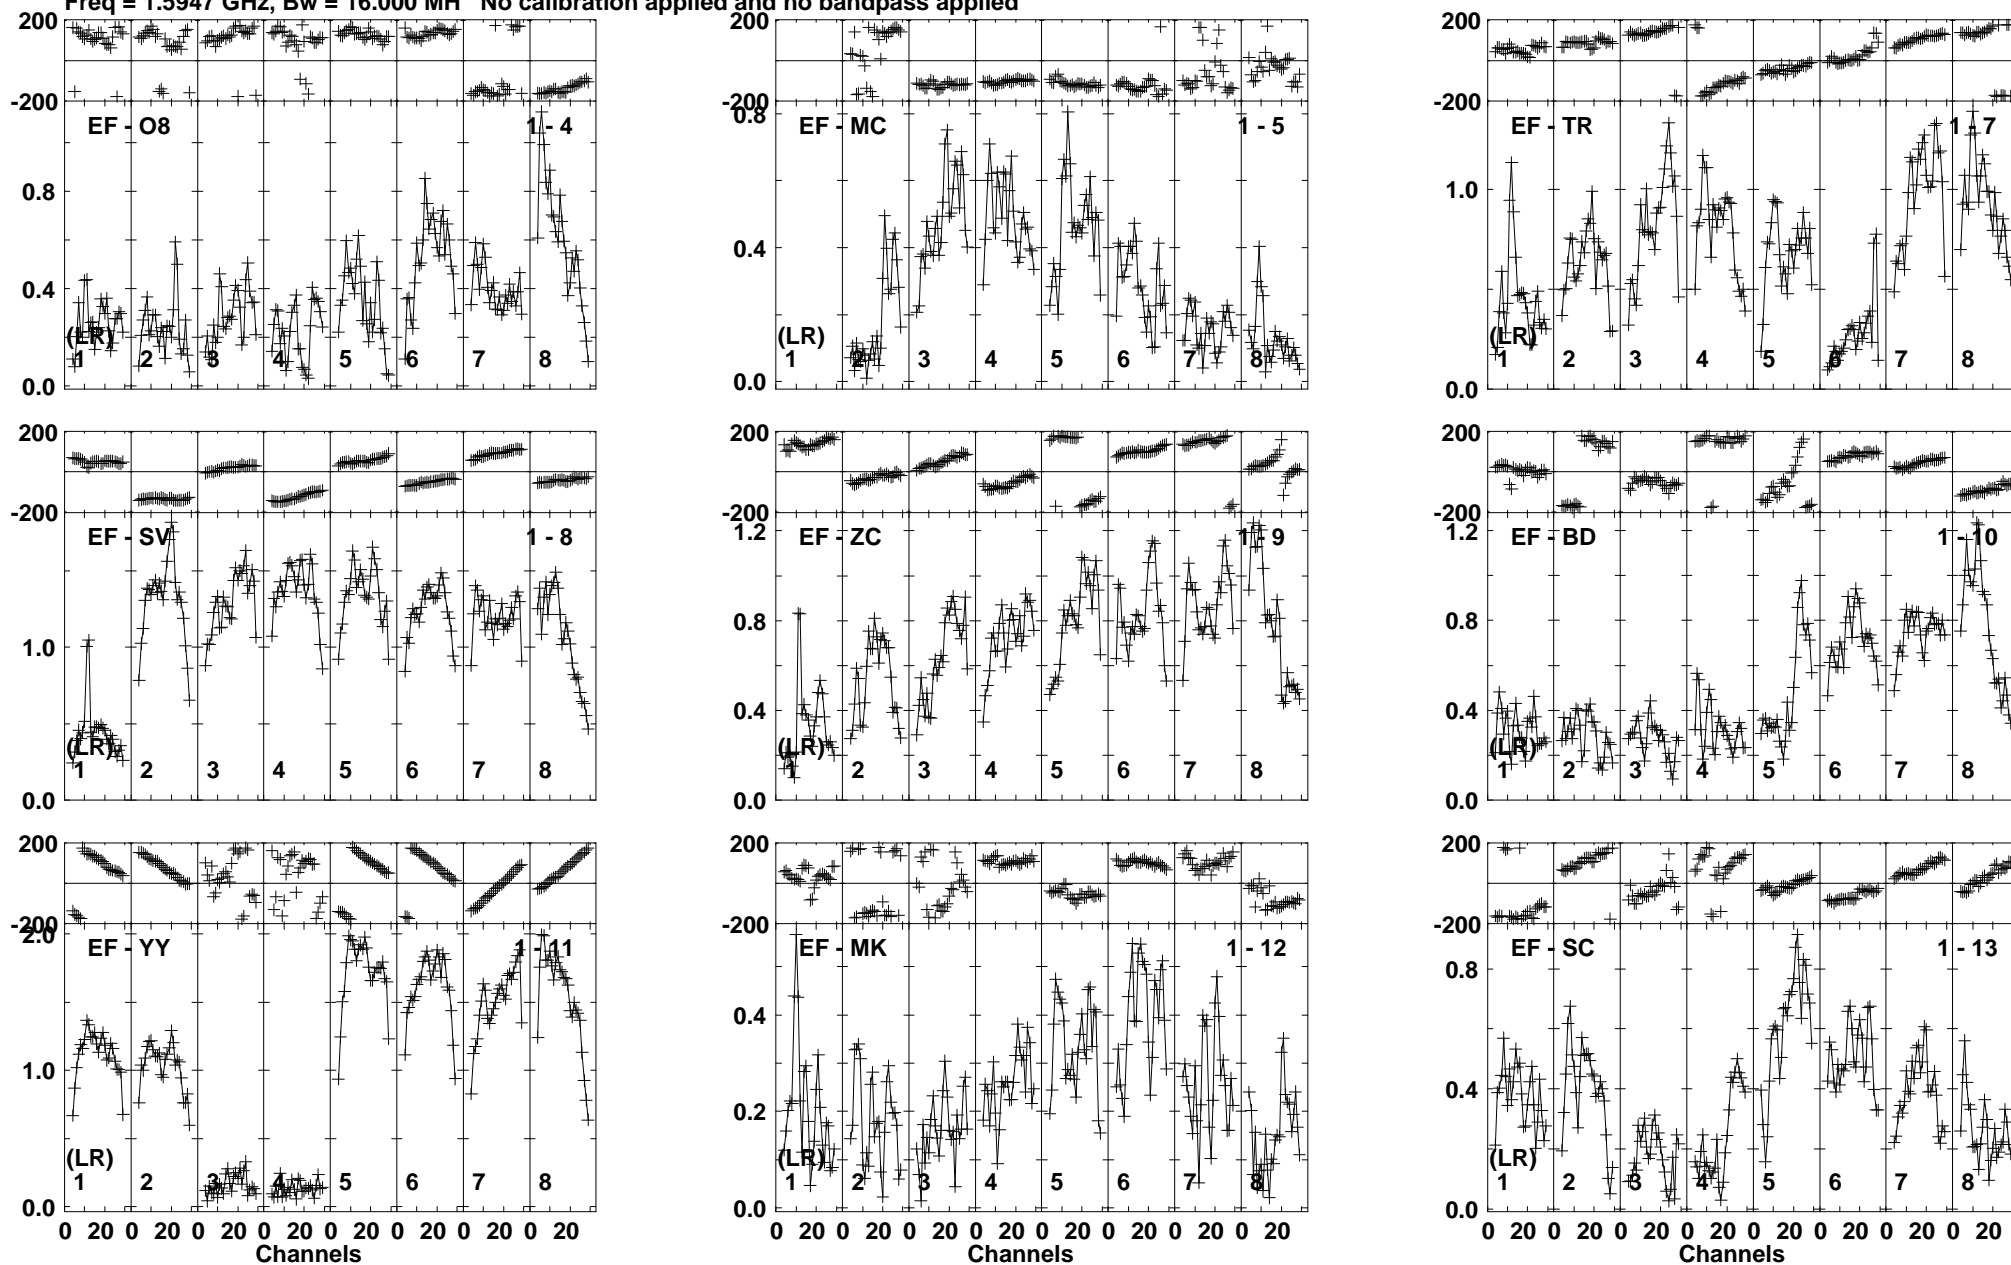 Freq = 1.5947 GHz, Bw = 16.000 MH No calibration applied and no bandpass applied
200 200 200
-200 -200 -200
EF - O8 1 - 4 EF - MC 1 - 5 EF - TR 1 - 7
0.8 0.8 1.0
0.4 0.4
(LR) (LR) (LR)
1 2 3 4 5 6 7 8 1 2 3 4 5 6 7 8 1 2 3 4 5 6 7 8
0.0 0.0 0.0
200 200 200
-200 -200 -200
EF - SV 1 - 8 EF - ZC 1 - 9 EF - BD 1 - 10
1.2 1.2
1.0 0.8 0.8
0.4 0.4
(LR) (LR) (LR)
1 2 3 4 5 6 7 8 1 2 3 4 5 6 7 8 1 2 3 4 5 6 7 8
0.0 0.0 0.0
200 200 200
-200 -200 -200
2.0 EF - YY 1 - 11 EF - MK 1 - 12 EF - SC 1 - 13
0.8
1.0 0.4 0.4
0.2
(LR) (LR) (LR)
1 2 3 4 5 6 7 8 1 2 3 4 5 6 7 8 1 2 3 4 5 6 7 8
0.0 0.0 0.0
0 20 0 20 0 20 0 20 0 20 0 20 0 20 0 20 0 20 0 20 0 20 0 20 0 20 0 20 0 20 0 20 0 20 0 20 0 20 0 20 0 20 0 20 0 20 0 20
Channels Channels Channels